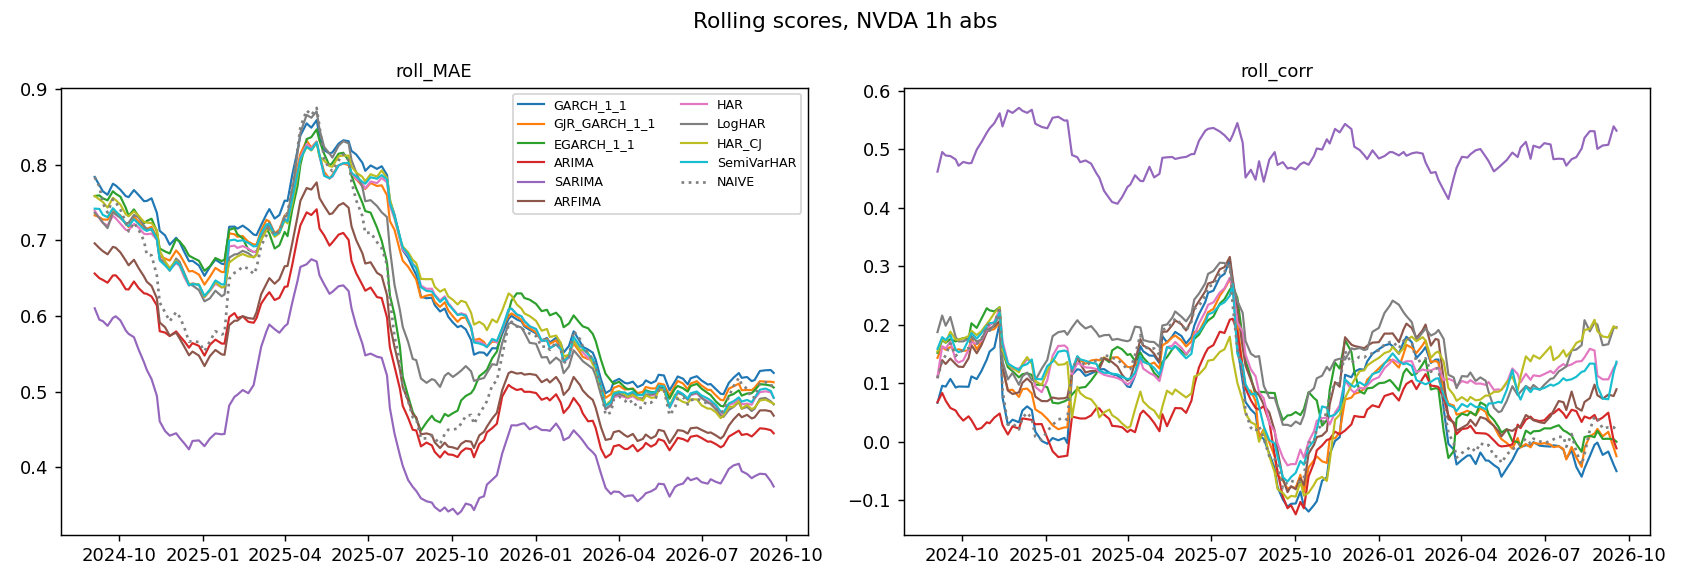 Rolling scores, NVDA 1h abs
roll_MAE
0.9
0.8
0.7
0.6
0.5
0.4
GARCH_1_1
GJR_GARCH_1_1
EGARCH_1_1
ARIMA
SARIMA
ARFIMA
HAR
LogHAR
HAR_CJ
SemiVarHAR
NAIVE
2024-10 2025-01 2025-04 2025-07 2025-10 2026-01 2026-04 2026-07 2026-10
roll_corr
0.6
0.5
0.4
0.3
0.2
0.1
0.0
−0.1
2024-10 2025-01 2025-04 2025-07 2025-10 2026-01 2026-04 2026-07 2026-10